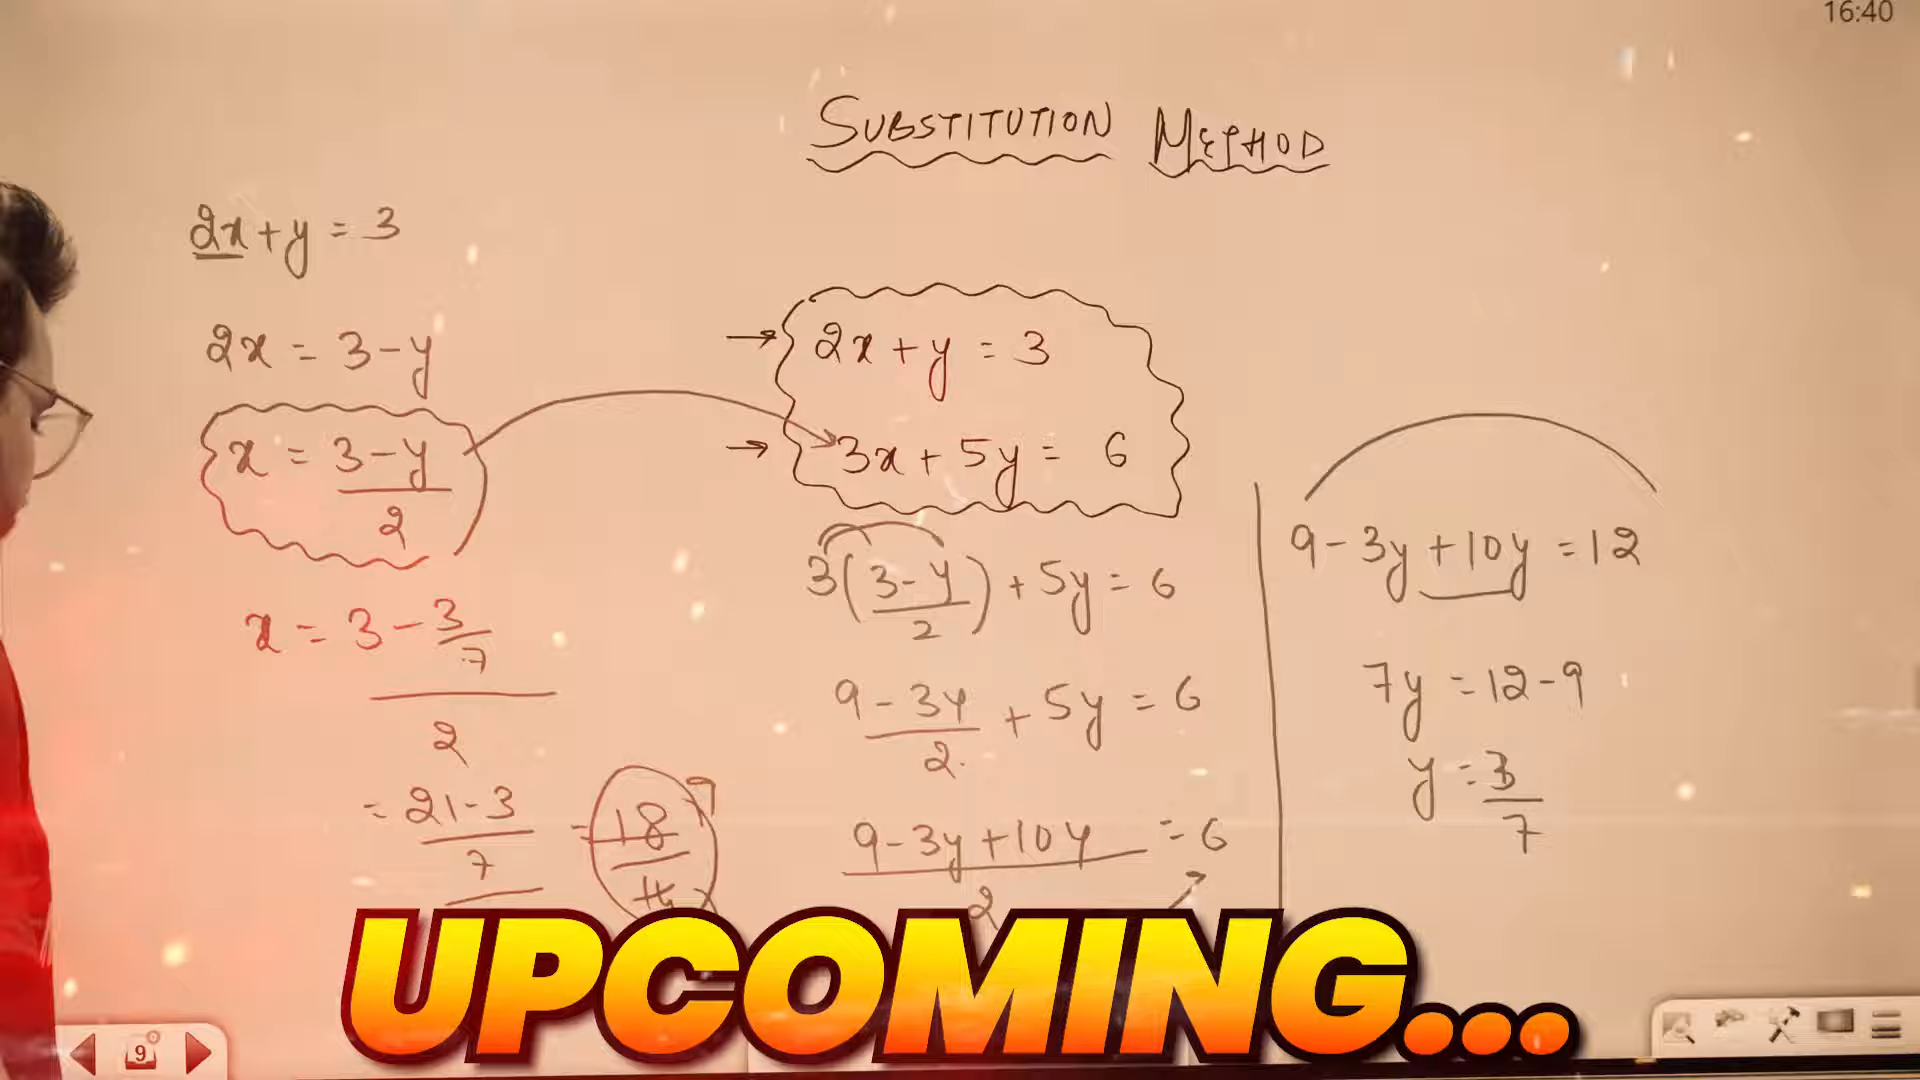 16:40
SUBSTITUTION METHOD
2x+y = 3
2x = 3-y
x = 3-y/2
x = 3-3/7
2
= 21-3/7
= 18/14
9
→ 2x+y = 3
→ 3x+5y = 6
3(3-y/2)+5y = 6
9-3y/2 + 5y = 6
9-3y+10y/2 = 6
9-3y+10y = 12
7y = 12-9
y = 3/7
UPCOMING...
9